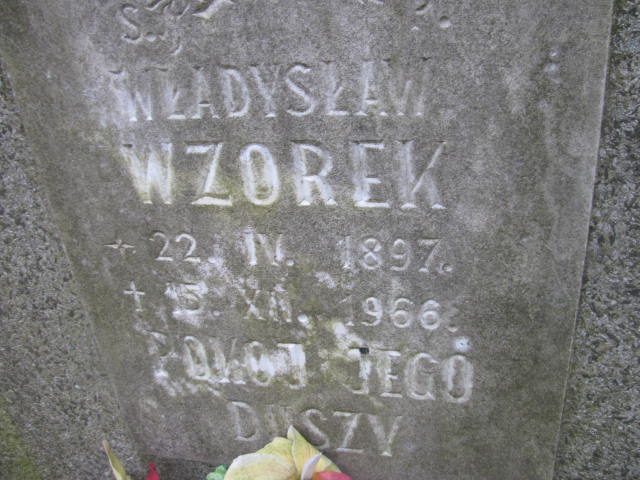 Ś. P.
WŁADYSŁAW
WZOREK
22. IV. 1897.
5. XII. 1966.
POKÓJ JEGO
DUSZY